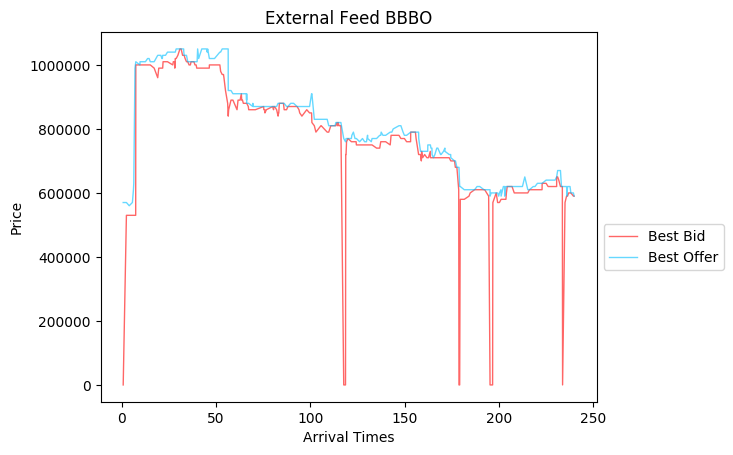 External Feed BBBO
Price
1000000
800000
600000
400000
200000
0
0
50
100
150
200
250
Arrival Times
Best Bid
Best Offer